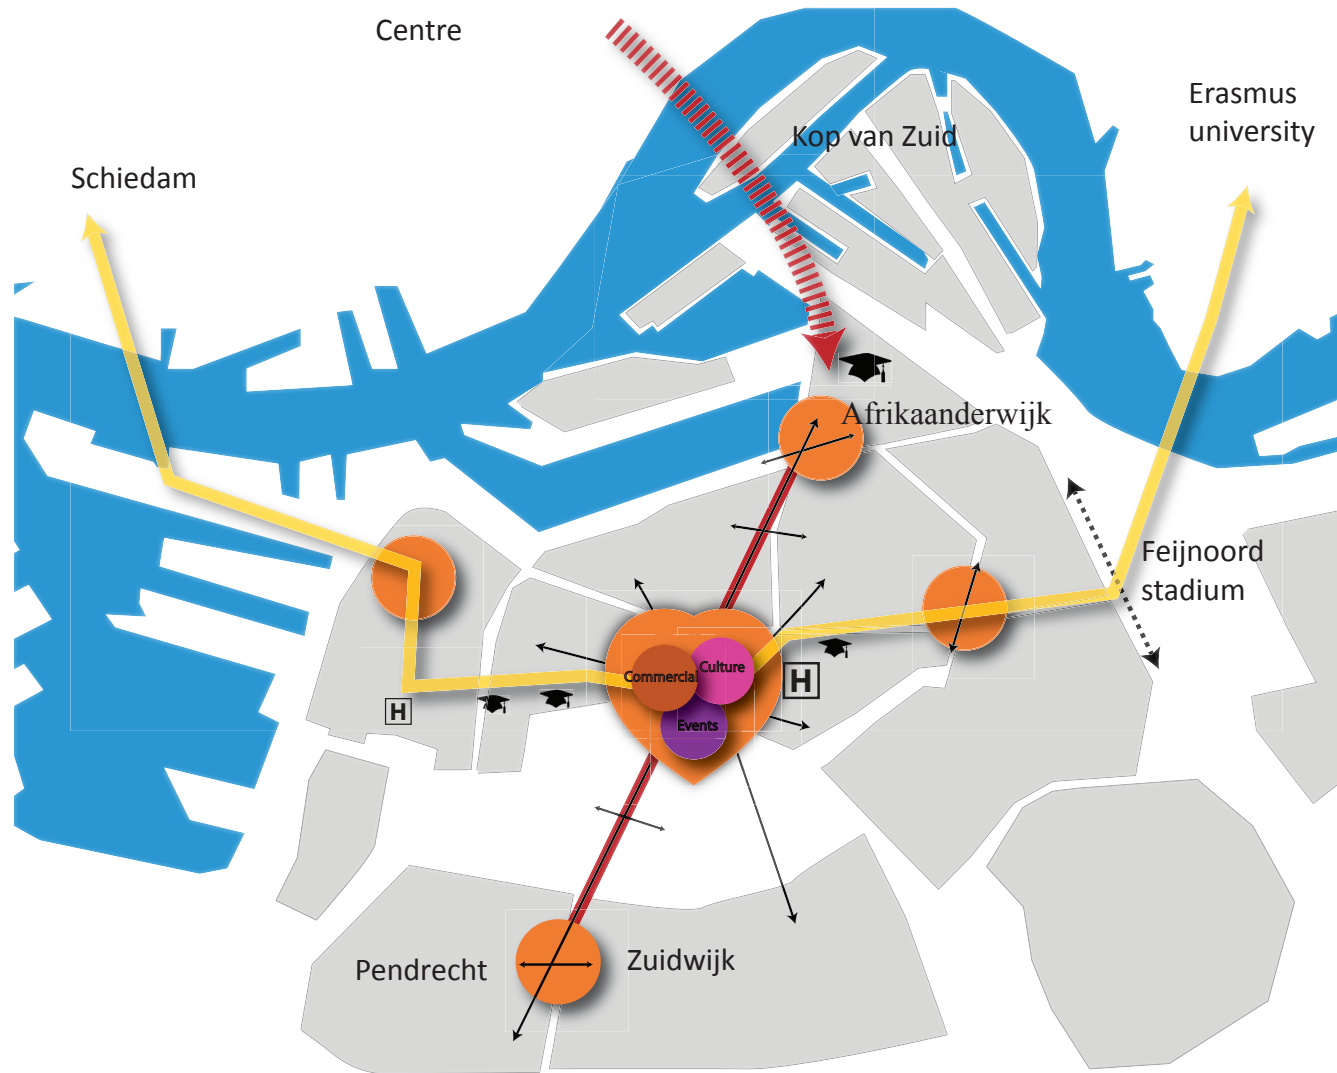 Centre
Erasmus
university
Kop van Zuid
Schiedam
Afrikaanderwijk
Feijnoord
stadium
Culture
Commercial
H
H
Events
Zuidwijk
Pendrecht